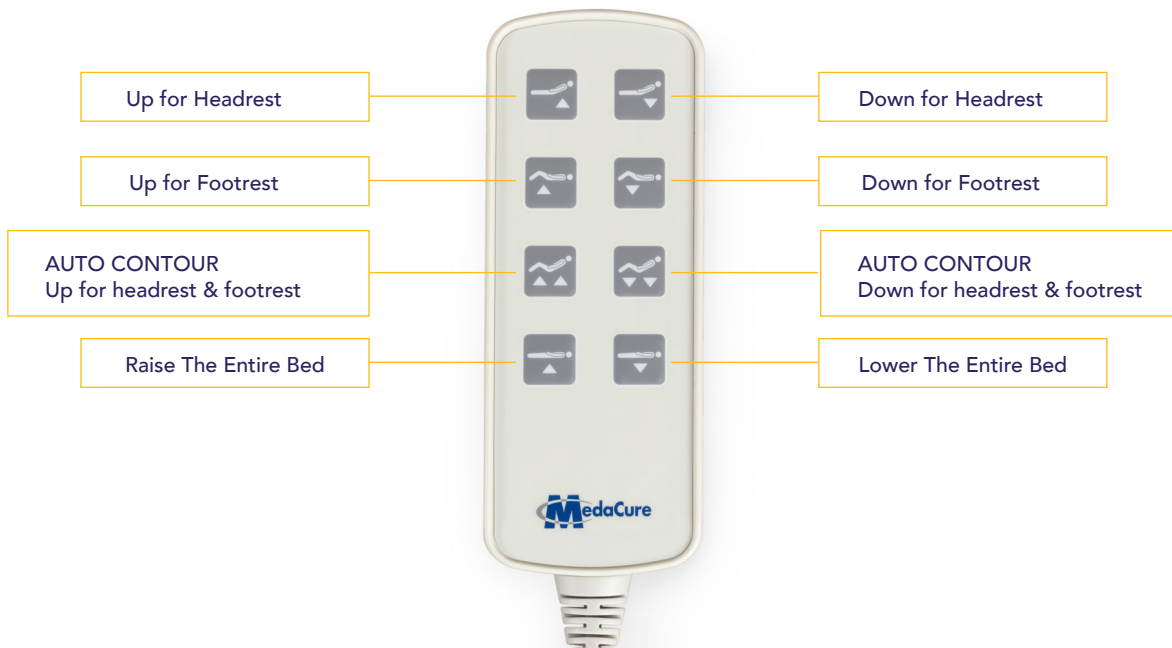 Up for Headrest
Down for Headrest
Up for Footrest
Down for Footrest
AUTO CONTOUR
Up for headrest & footrest
AUTO CONTOUR
Down for headrest & footrest
Raise The Entire Bed
Lower The Entire Bed
MedaCure